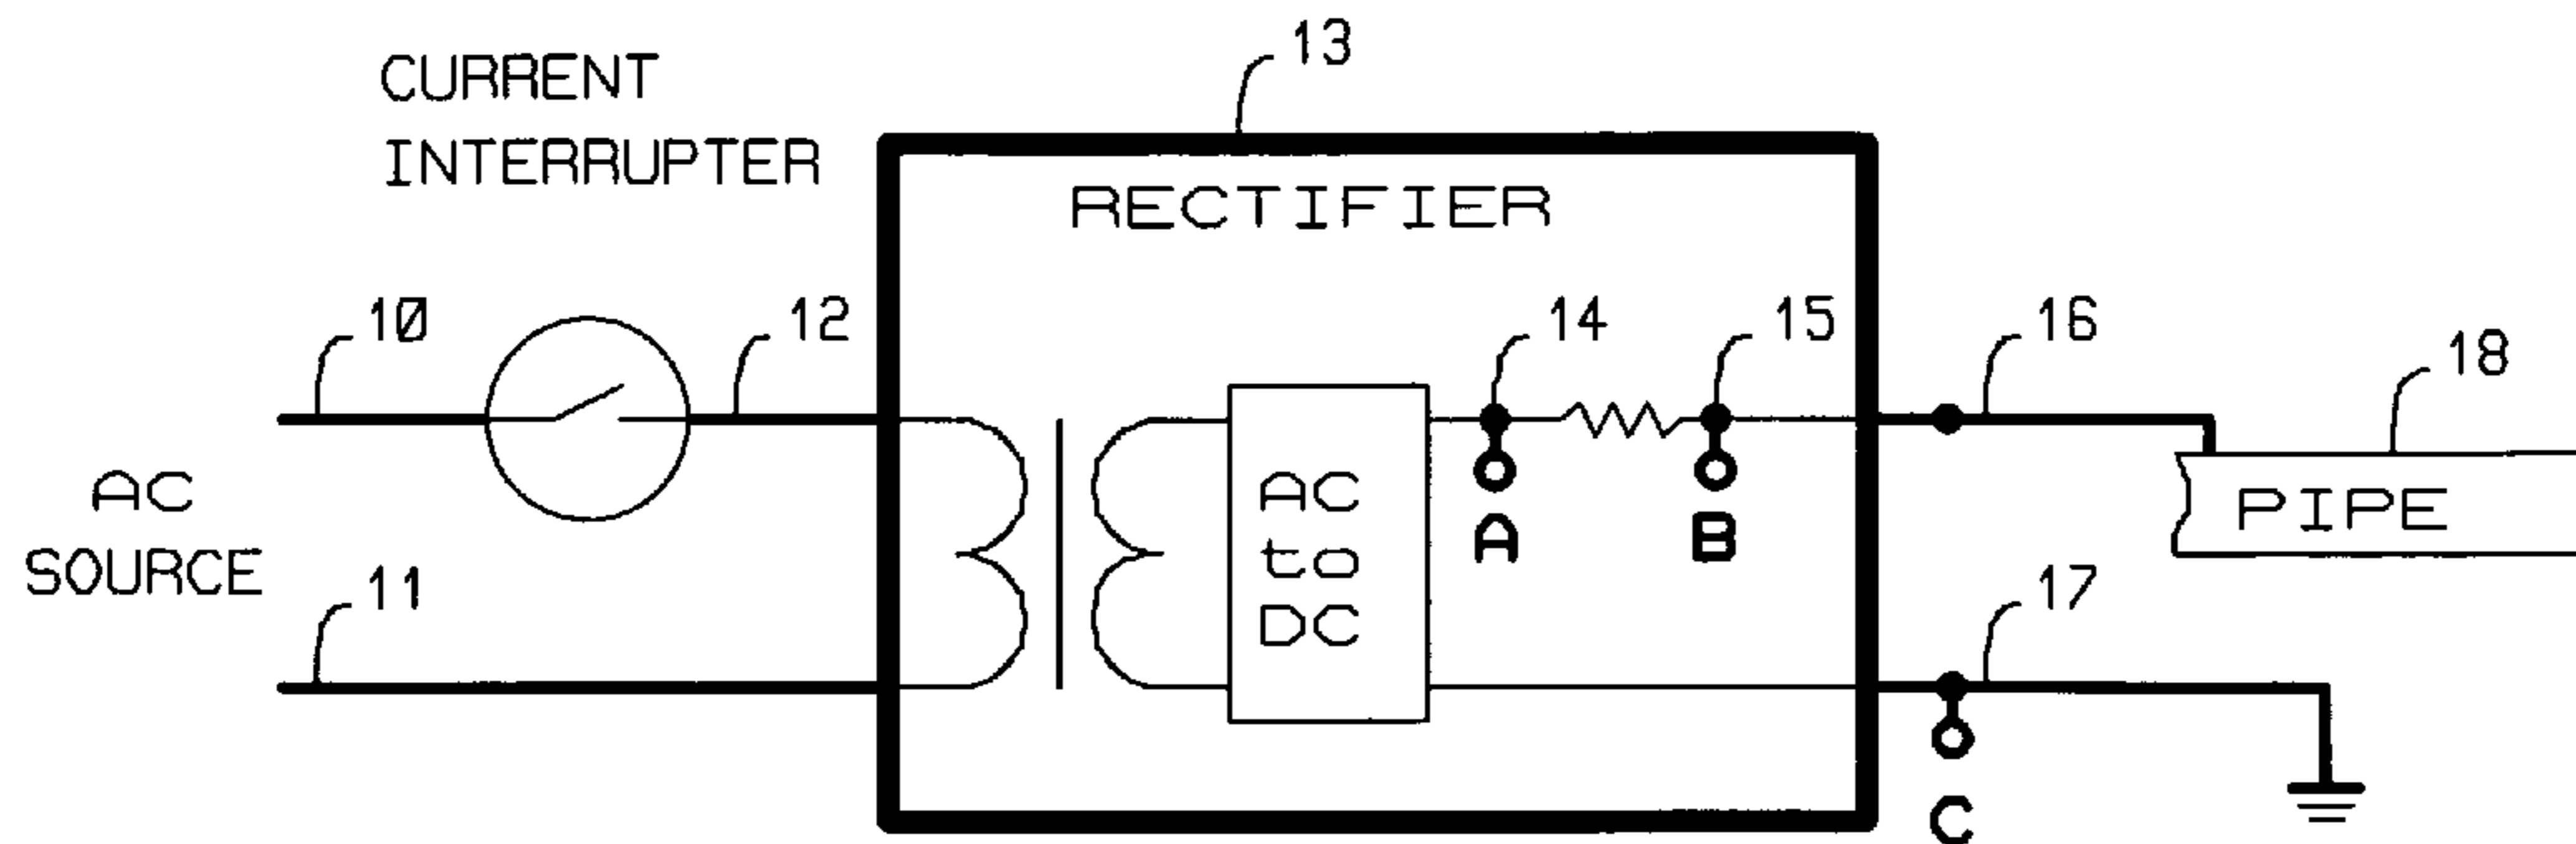 CURRENT
INTERRUPTER
13
RECTIFIER
10
12
14
15
16
18
AC
SOURCE
AC
to
DC
A
B
PIPE
11
17
C